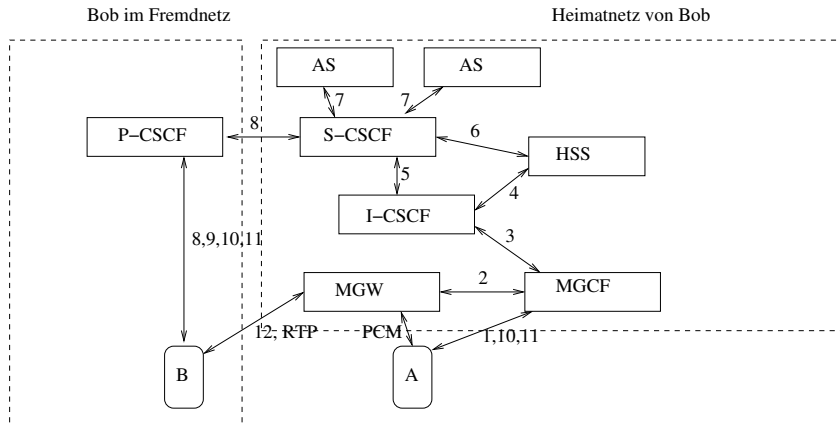 Bob im Fremdnetz
Heimatnetz von Bob
AS
AS
7
7
P−CSCF
8
S−CSCF
6
HSS
5
4
I−CSCF
3
8,9,10,11
MGW
2
MGCF
12, RTP
PCM
1,10,11
B
A